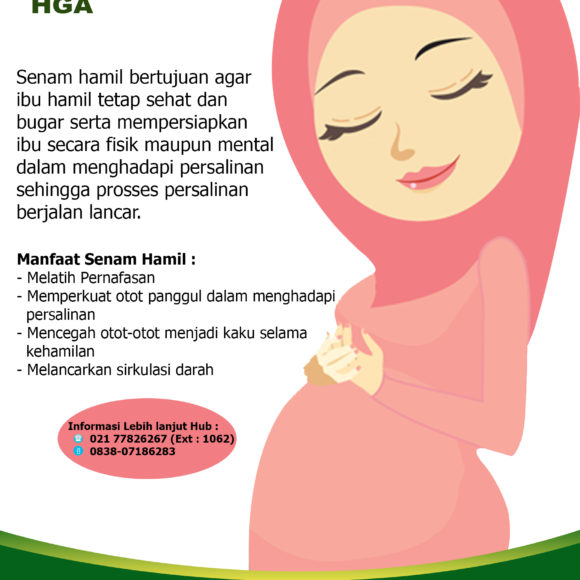 HGA
Senam hamil bertujuan agar
ibu hamil tetap sehat dan
bugar serta mempersiapkan
ibu secara fisik maupun mental
dalam menghadapi persalinan
sehingga prosses persalinan
berjalan lancar.
Manfaat Senam Hamil :
- Melatih Pernafasan
- Memperkuat otot panggul dalam menghadapi
persalinan
- Mencegah otot-otot menjadi kaku selama
kehamilan
- Melancarkan sirkulasi darah
Informasi Lebih lanjut Hub :
021 77826267 (Ext : 1062)
0838-07186283